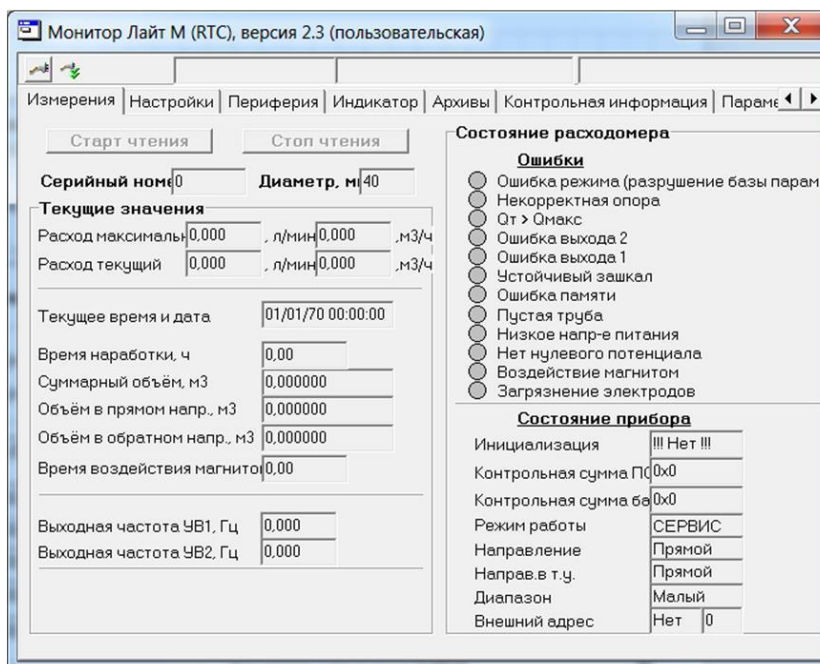 Монитор Лайт М (RTC), версия 2.3 (пользовательская)
Измерения Настройки Периферия Индикатор Архивы Контрольная информация Параме
Старт чтения Стоп чтения
Серийный номе 0 Диаметр, м 40
Текущие значения
Расход максимальн 0,000 , л/мин 0,000 ,м3/ч
Расход текущий 0,000 , л/мин 0,000 ,м3/ч
Текущее время и дата 01/01/70 00:00:00
Время наработки, ч 0,00
Суммарный объём, м3 0,000000
Объём в прямом напр., м3 0,000000
Объём в обратном напр., м3 0,000000
Время воздействия магнито 0,00
Выходная частота УВ1, Гц 0,000
Выходная частота УВ2, Гц 0,000
Состояние расходомера
Ошибки
Ошибка режима (разрушение базы парам
Некорректная опора
Qт > Qмакс
Ошибка выхода 2
Ошибка выхода 1
Устойчивый зашкал
Ошибка памяти
Пустая труба
Низкое напр-е питания
Нет нулевого потенциала
Воздействие магнитом
Загрязнение электродов
Состояние прибора
Инициализация !!! Нет !!!
Контрольная сумма ПО 0x0
Контрольная сумма ба 0x0
Режим работы СЕРВИС
Направление Прямой
Направ.в т.у. Прямой
Диапазон Малый
Внешний адрес Нет 0